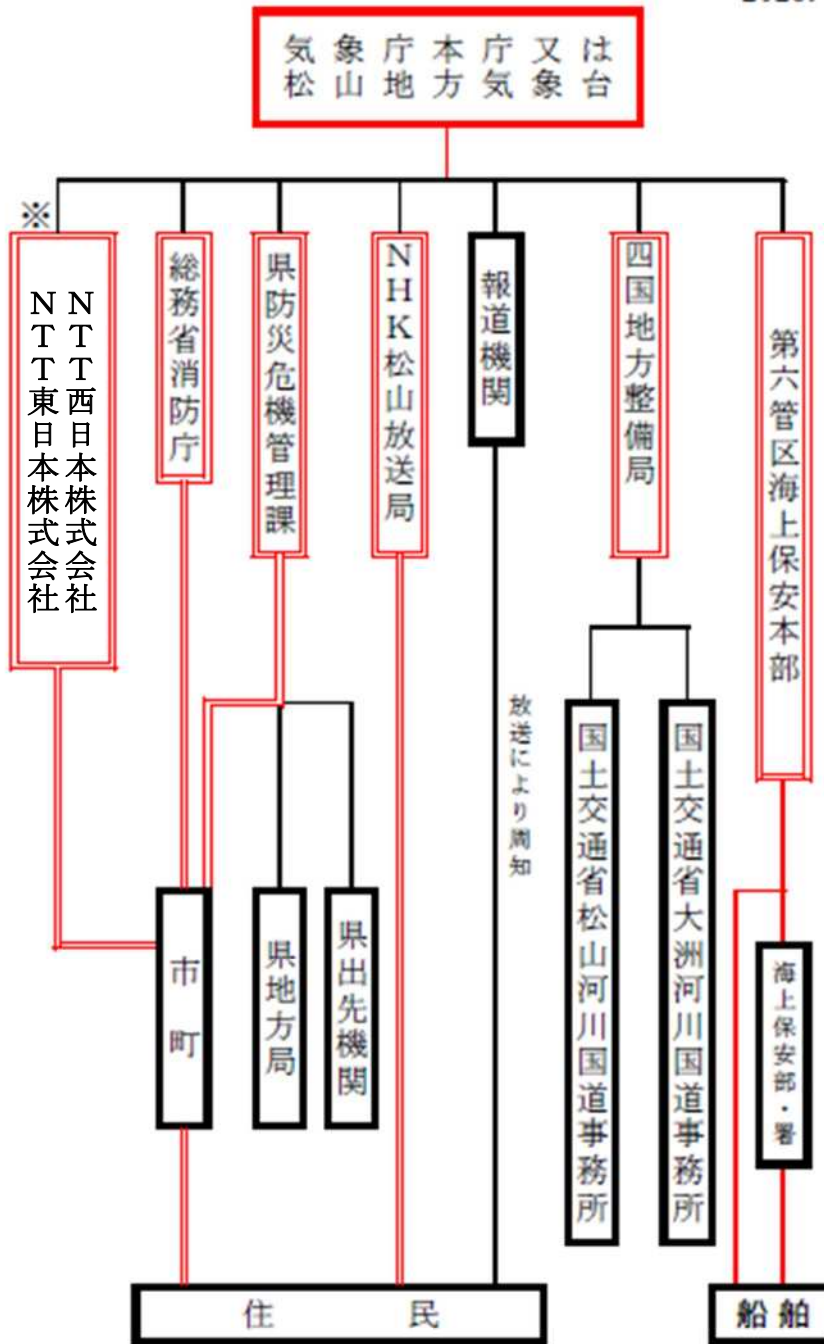 気象庁本庁又は
松山地方気象台
※
NTT西日本株式会社
NTT東日本株式会社
総務省消防庁
県防災危機管理課
NHK松山放送局
報道機関
四国地方整備局
第六管区海上保安本部
放送により周知
国土交通省松山河川国道事務所
国土交通省大洲河川国道事務所
市町
県地方局
県出先機関
海上保安部・署
住民
船舶